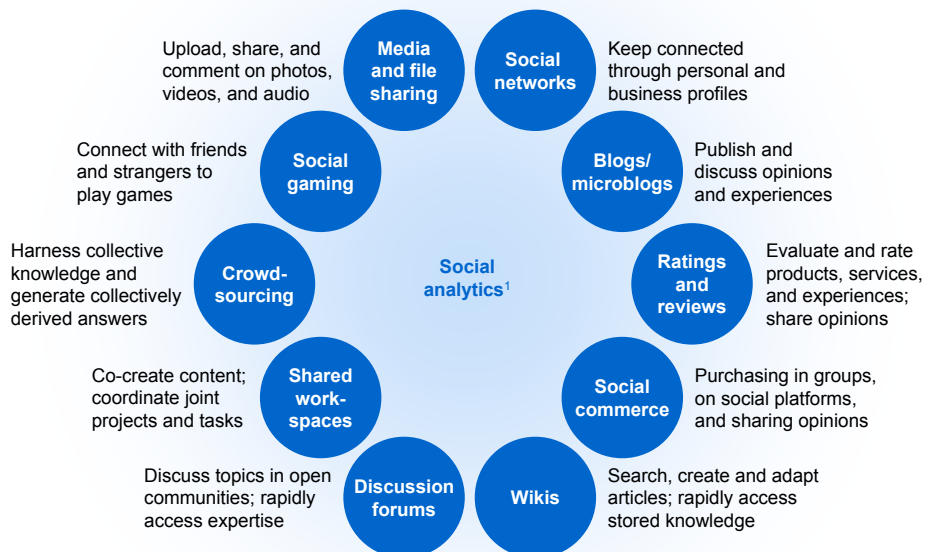 Upload, share, and
comment on photos,
videos, and audio
Media
and file
sharing
Social
networks
Keep connected
through personal and
business profiles
Connect with friends
and strangers to
play games
Social
gaming
Blogs/
microblogs
Publish and
discuss opinions
and experiences
Harness collective
knowledge and
generate collectively
derived answers
Crowd-
sourcing
Social
analytics¹
Ratings
and
reviews
Evaluate and rate
products, services,
and experiences;
share opinions
Co-create content;
coordinate joint
projects and tasks
Shared
work-
spaces
Social
commerce
Purchasing in groups,
on social platforms,
and sharing opinions
Discuss topics in open
communities; rapidly
access expertise
Discussion
forums
Wikis
Search, create and adapt
articles; rapidly access
stored knowledge